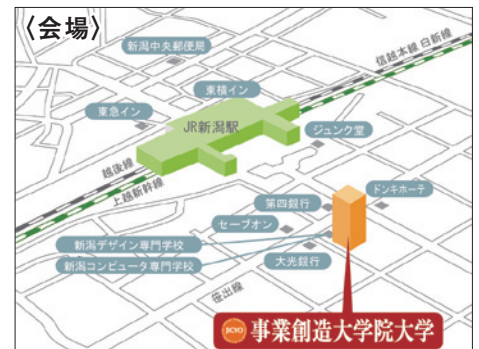 〈会場〉
新潟中央郵便局
信越本線 白新線
東横イン
東急イン
JR新潟駅
ジュンク堂
越後線
上越新幹線
ドンキホーテ
第四銀行
セーブオン
新潟デザイン専門学校
新潟コンピュータ専門学校
大光銀行
笹出線
事業創造大学院大学